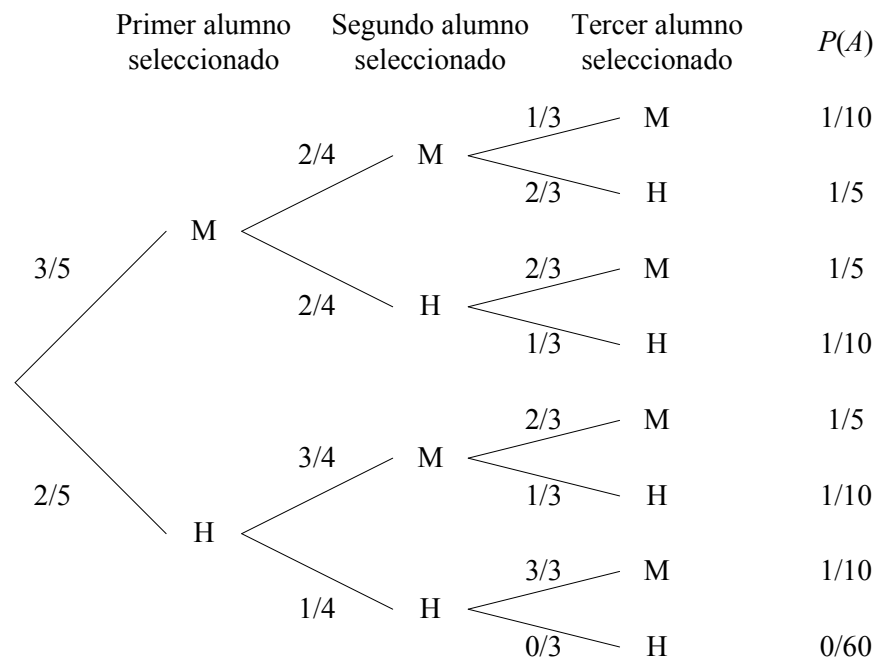 Primer alumno Segundo alumno Tercer alumno
seleccionado seleccionado seleccionado P(A)
1/3 M 1/10
2/4 M
2/3 H 1/5
M
3/5 2/3 M 1/5
2/4 H
1/3 H 1/10
2/3 M 1/5
3/4 M
2/5 1/3 H 1/10
H
3/3 M 1/10
1/4 H
0/3 H 0/60